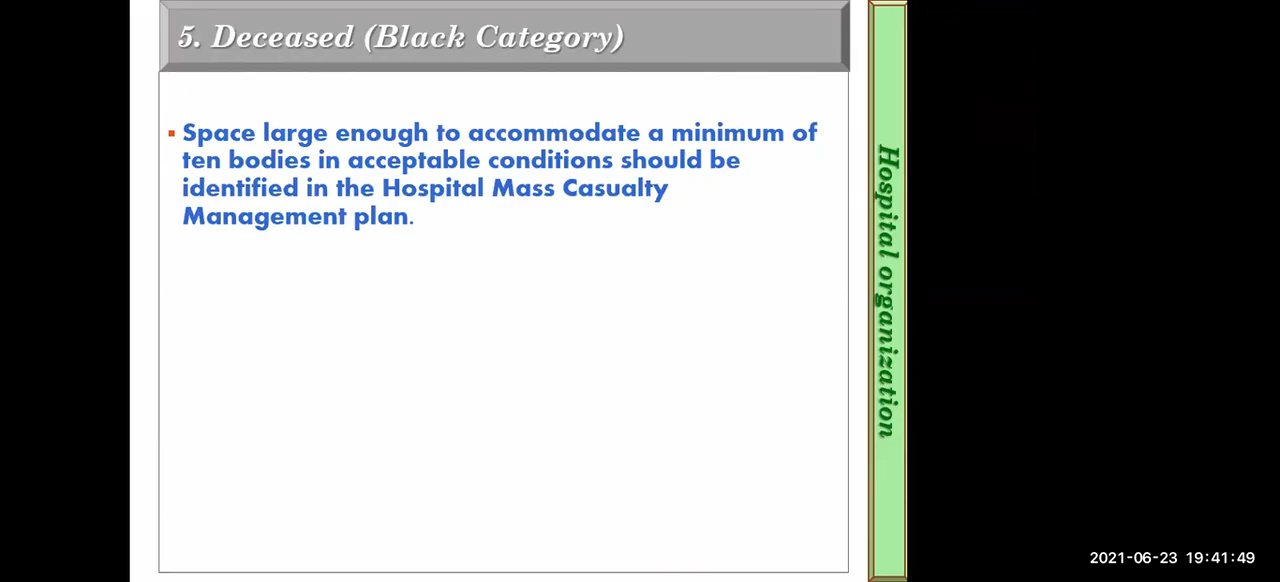 5. Deceased (Black Category)
Space large enough to accommodate a minimum of
ten bodies in acceptable conditions should be
identified in the Hospital Mass Casualty
Management plan.
Hospital organization
2021-06-23 19:41:49